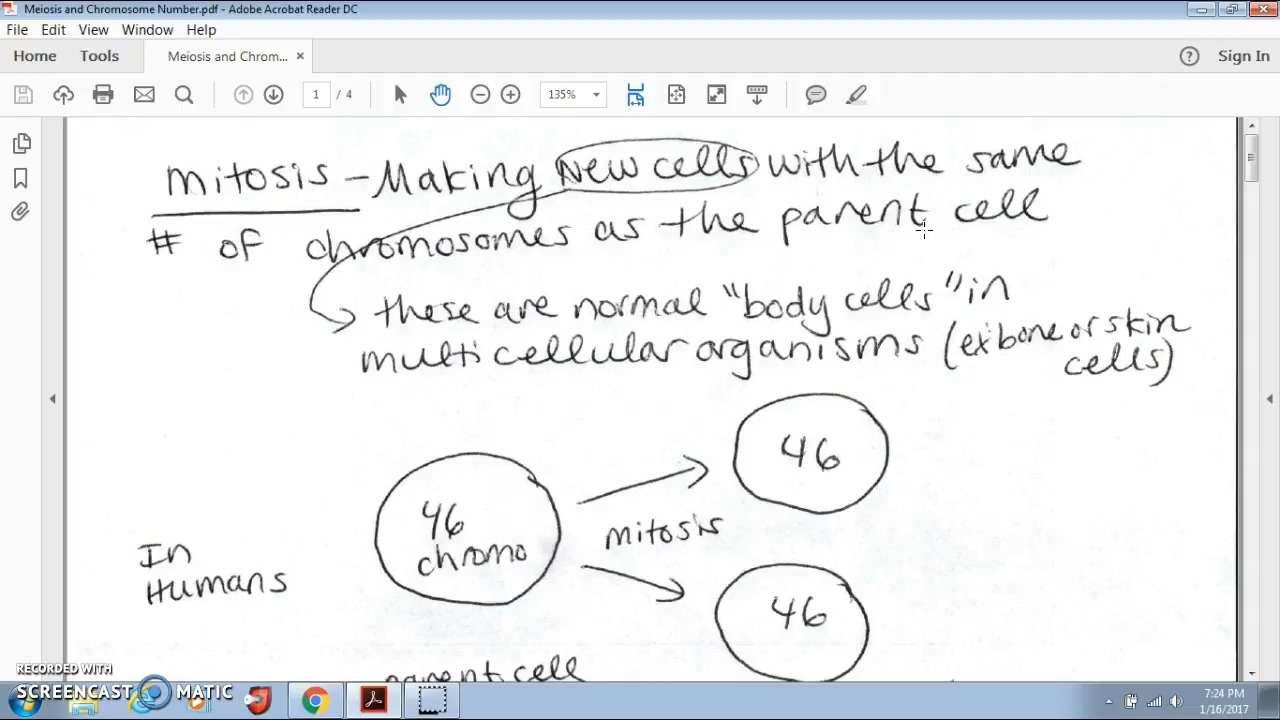 Meiosis and Chromosome Number.pdf - Adobe Acrobat Reader DC
File Edit View Window Help
Home Tools Meiosis and Chrom... × ? Sign In
1 / 4 135%
mitosis - Making New cells with the same
# of chromosomes as the parent cell
these are normal "body cells" in
multicellular organisms (ex: bone or skin
cells)
46
46
chromo
mitosis
In
Humans
46
parent cell
RECORDED WITH
SCREENCAST MATIC
7:24 PM
1/16/2017